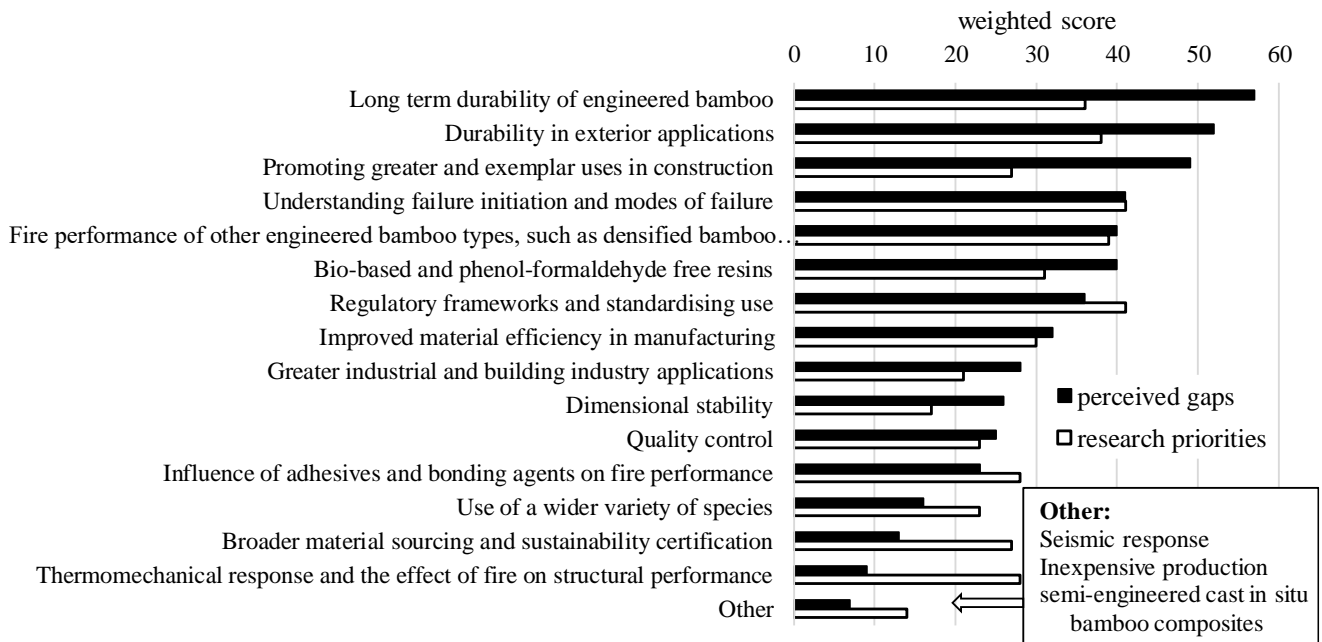 weighted score
0 10 20 30 40 50 60
Long term durability of engineered bamboo
Durability in exterior applications
Promoting greater and exemplar uses in construction
Understanding failure initiation and modes of failure
Fire performance of other engineered bamboo types, such as densified bamboo…
Bio-based and phenol-formaldehyde free resins
Regulatory frameworks and standardising use
Improved material efficiency in manufacturing
Greater industrial and building industry applications
Dimensional stability
Quality control
Influence of adhesives and bonding agents on fire performance
Use of a wider variety of species
Broader material sourcing and sustainability certification
Thermomechanical response and the effect of fire on structural performance
Other
perceived gaps
research priorities
Other:
Seismic response
Inexpensive production
semi-engineered cast in situ
bamboo composites